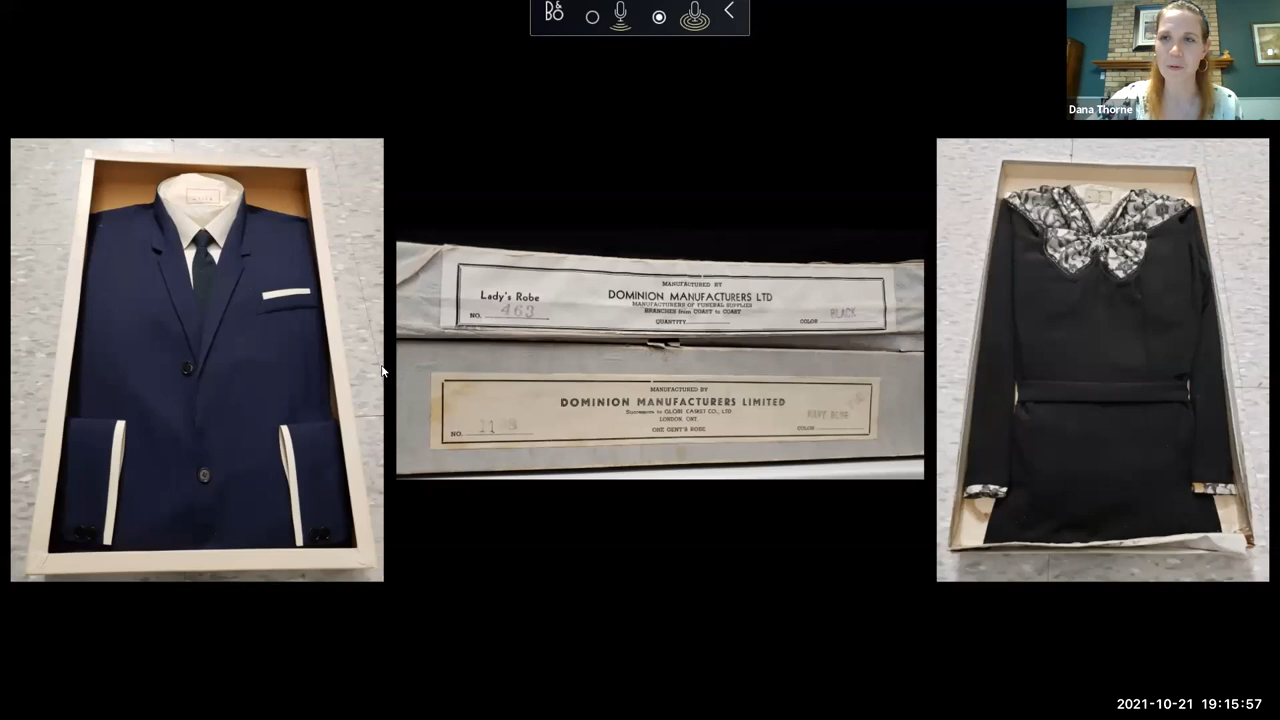 B&O
Dana Thorne
MANUFACTURED BY
Lady's Robe
DOMINION MANUFACTURERS LTD
MANUFACTURERS OF FUNERAL SUPPLIES
BRANCHES from COAST to COAST
NO. 463
QUANTITY
COLOR BLACK
MANUFACTURED BY
DOMINION MANUFACTURERS LIMITED
Successors to GLOBE CASKET CO., LTD
LONDON, ONT.
NO.
ONE GENT'S ROBE
COLOR NAVY BLUE
2021-10-21 19:15:57